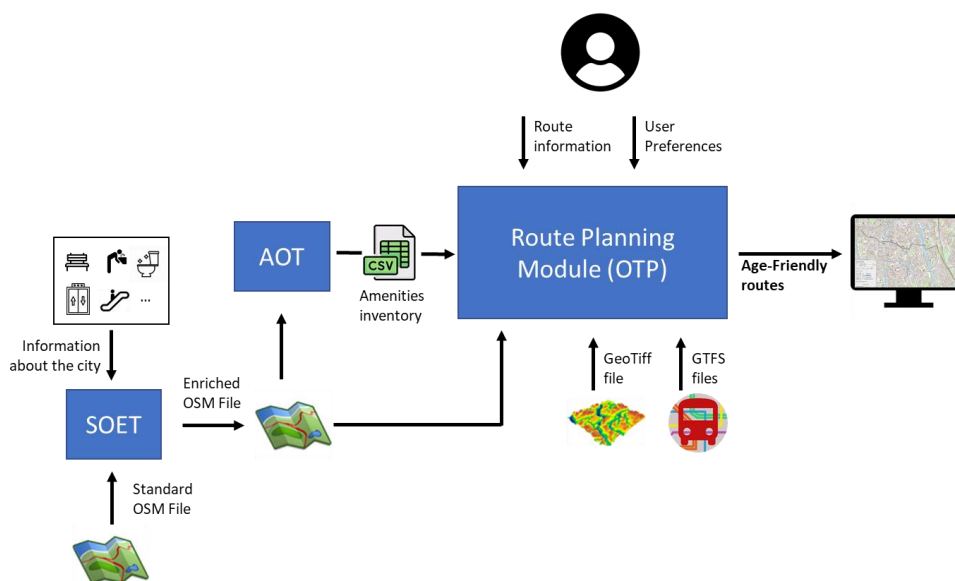 Route
information
User
Preferences
AOT
CSV
Amenities
inventory
Route Planning
Module (OTP)
Age-Friendly
routes
...
Information
about the city
SOET
Enriched
OSM File
GeoTiff
file
GTFS
files
Standard
OSM File